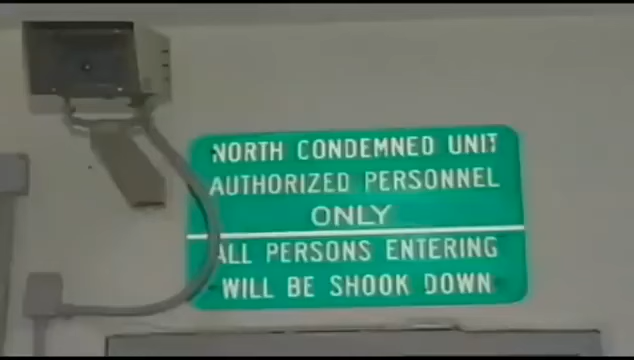 NORTH CONDEMNED UNIT
AUTHORIZED PERSONNEL
ONLY
ALL PERSONS ENTERING
WILL BE SHOOK DOWN